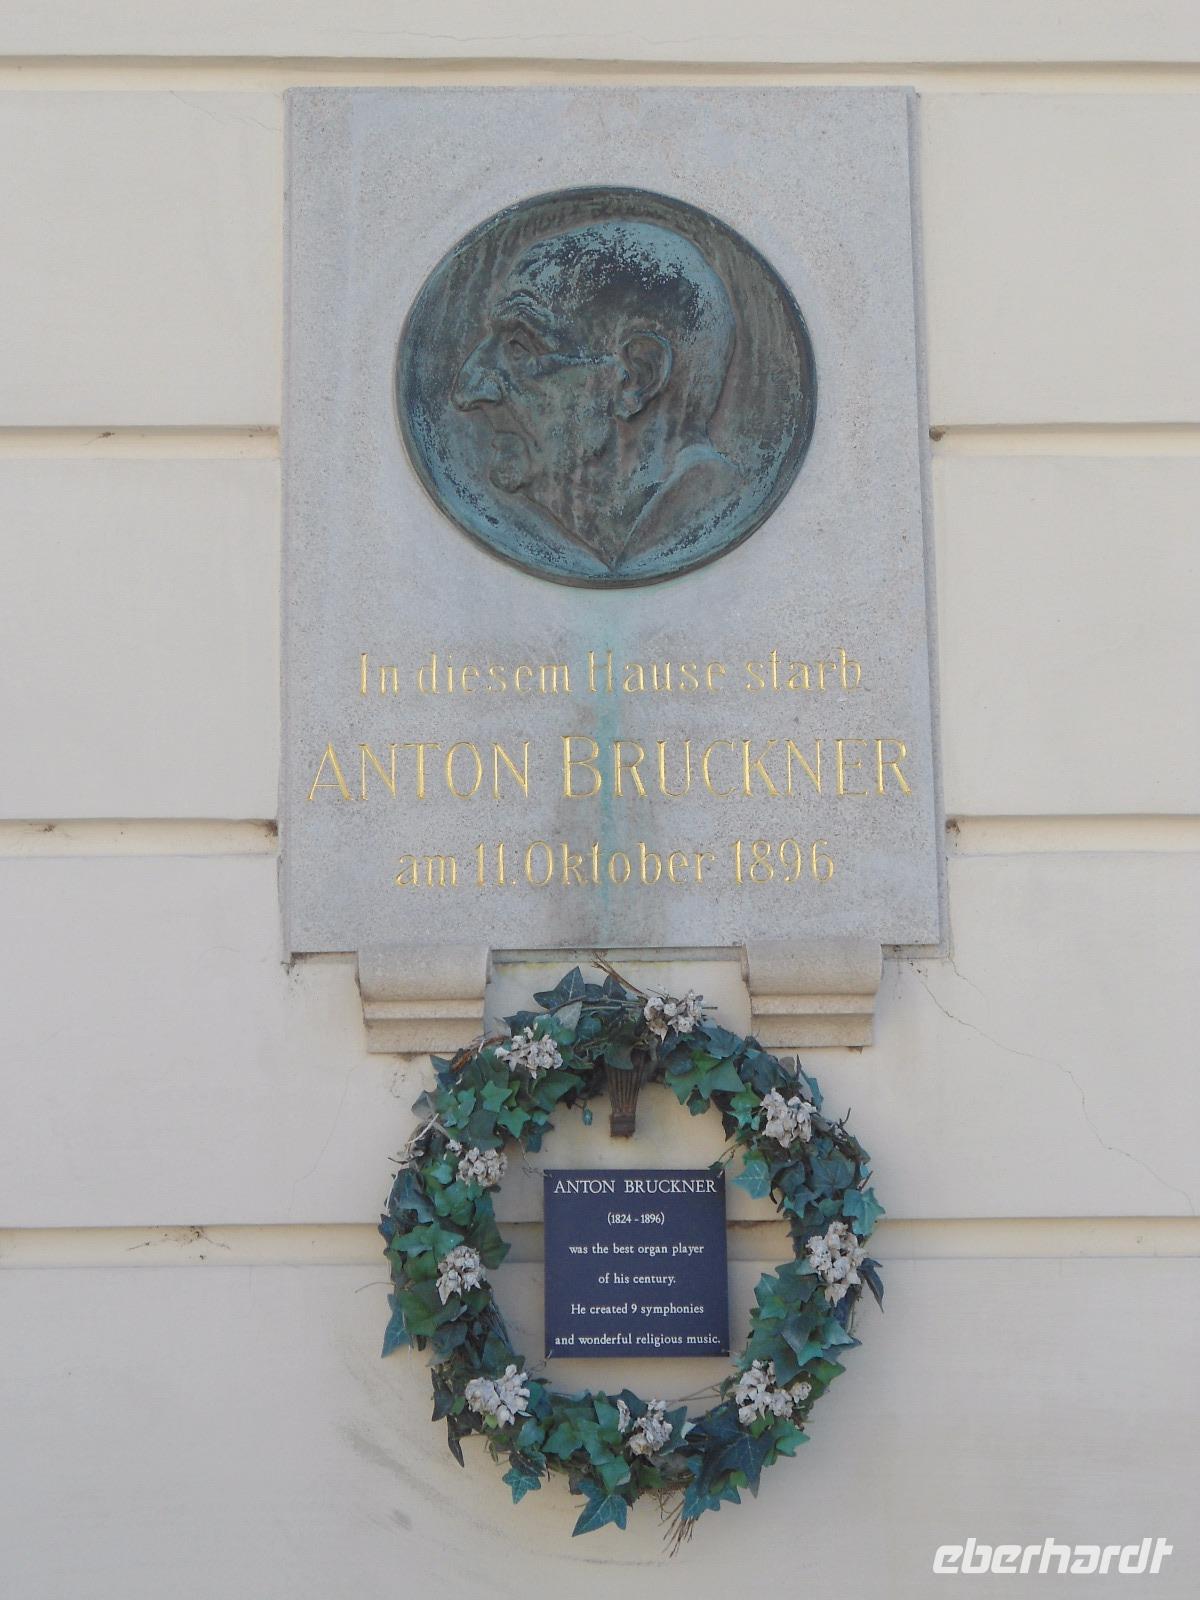 In diesem Hause starb
ANTON BRUCKNER
am 11. Oktober 1896
ANTON BRUCKNER
(1824 - 1896)
was the best organ player
of his century.
He created 9 symphonies
and wonderful religious music.
eberhardt